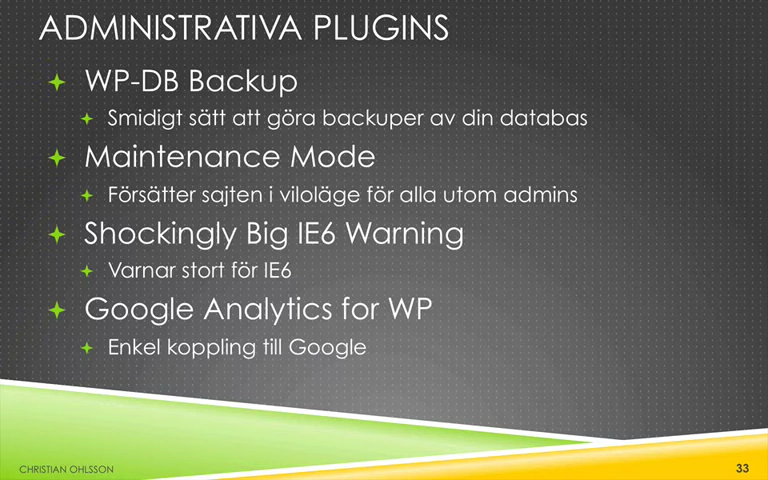 ADMINISTRATIVA PLUGINS
WP-DB Backup
Smidigt sätt att göra backuper av din databas
Maintenance Mode
Försätter sajten i viloläge för alla utom admins
Shockingly Big IE6 Warning
Varnar stort för IE6
Google Analytics for WP
Enkel koppling till Google
CHRISTIAN OHLSSON
33